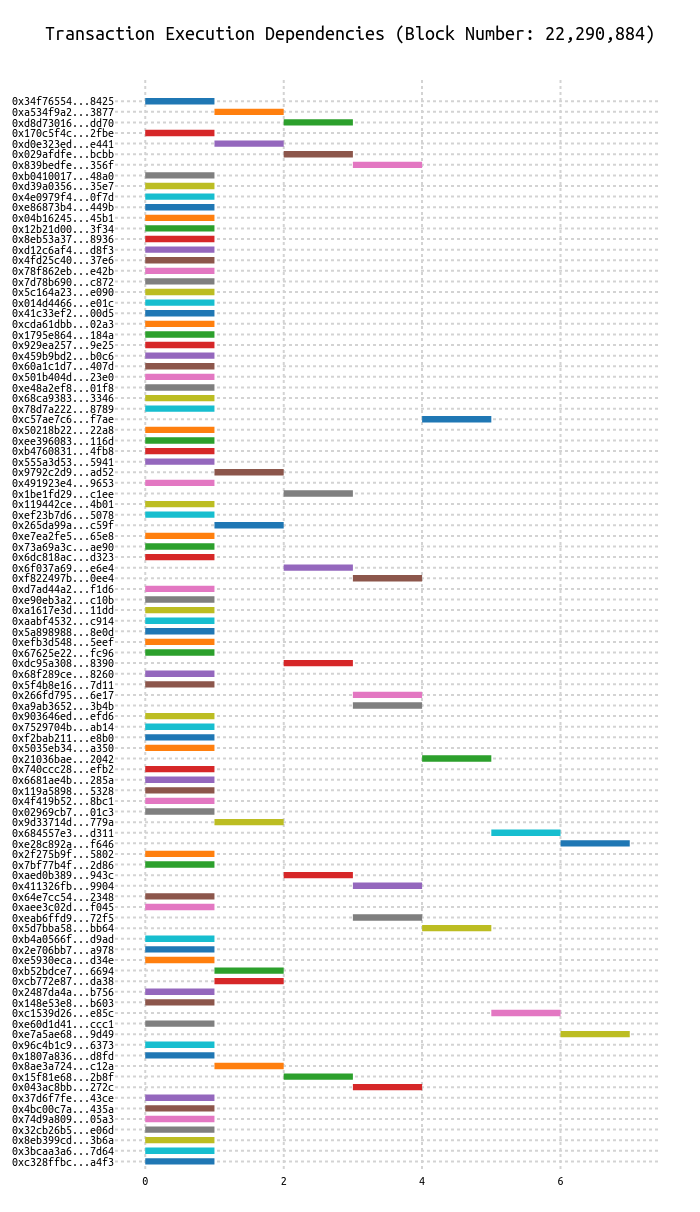 Transaction Execution Dependencies (Block Number: 22,290,884)
0x34f76554...8425
0xa534f9a2...3877
0xd8d73016...dd70
0x170c5f4c...2fbe
0xd0e323ed...e441
0x029afdfe...bcbb
0x839bedfe...356f
0xb0410017...48a0
0xd39a0356...35e7
0x4e0979f4...0f7d
0xe86873b4...449b
0x04b16245...45b1
0x12b21d00...3f34
0x8eb53a37...8936
0xd12c6af4...d8f3
0x4fd25c40...37e6
0x78f862eb...e42b
0x7d78b690...c872
0x5c164a23...e090
0x014d4466...e01c
0x41c33ef2...00d5
0xcda61dbb...02a3
0x1795e864...184a
0x929ea257...9e25
0x459b9bd2...b0c6
0x60a1c1d7...407d
0x501b404d...23e0
0xe48a2ef8...01f8
0x68ca9383...3346
0x78d7a222...8789
0xc57ae7c6...f7ae
0x50218b22...22a8
0xee396083...116d
0xb4760831...4fb8
0x555a3d53...5941
0x9792c2d9...ad52
0x491923e4...9653
0x1be1fd29...c1ee
0x119442ce...4b01
0xef23b7d6...5078
0x265da99a...c59f
0xe7ea2fe5...65e8
0x73a69a3c...ae90
0x6dc818ac...d323
0x6f037a69...e6e4
0xf822497b...0ee4
0xd7ad44a2...f1d6
0xe90eb3a2...c10b
0xa1617e3d...11dd
0xaabf4532...c914
0x5a898988...8e0d
0xefb3d548...5eef
0x67625e22...fc96
0xdc95a308...8390
0x68f289ce...8260
0x5f4b8e16...7d11
0x266fd795...6e17
0xa9ab3652...3b4b
0x903646ed...efd6
0x7529704b...ab14
0xf2bab211...e8b0
0x5035eb34...a350
0x21036bae...2042
0x740ccc28...efb2
0x6681ae4b...285a
0x119a5898...5328
0x4f419b52...8bc1
0x02969cb7...01c3
0x9d33714d...779a
0x684557e3...d311
0xe28c892a...f646
0x2f275b9f...5802
0x7bf77b4f...2d86
0xaed0b389...943c
0x411326fb...9904
0x64e7cc54...2348
0xaee3c02d...f045
0xeab6ffd9...72f5
0x5d7bba58...bb64
0xb4a0566f...d9ad
0x2e706bb7...a978
0xe5930eca...d34e
0xb52bdce7...6694
0xcb772e87...da38
0x2487da4a...b756
0x148e53e8...b603
0xc1539d26...e85c
0xe60d1d41...ccc1
0xe7a5ae68...9d49
0x96c4b1c9...6373
0x1807a836...d8fd
0x8ae3a724...c12a
0x15f81e68...2b8f
0x043ac8bb...272c
0x37d6f7fe...43ce
0x4bc00c7a...435a
0x74d9a809...05a3
0x32cb26b5...e06d
0x8eb399cd...3b6a
0x3bcaa3a6...7d64
0xc328ffbc...a4f3
0 2 4 6